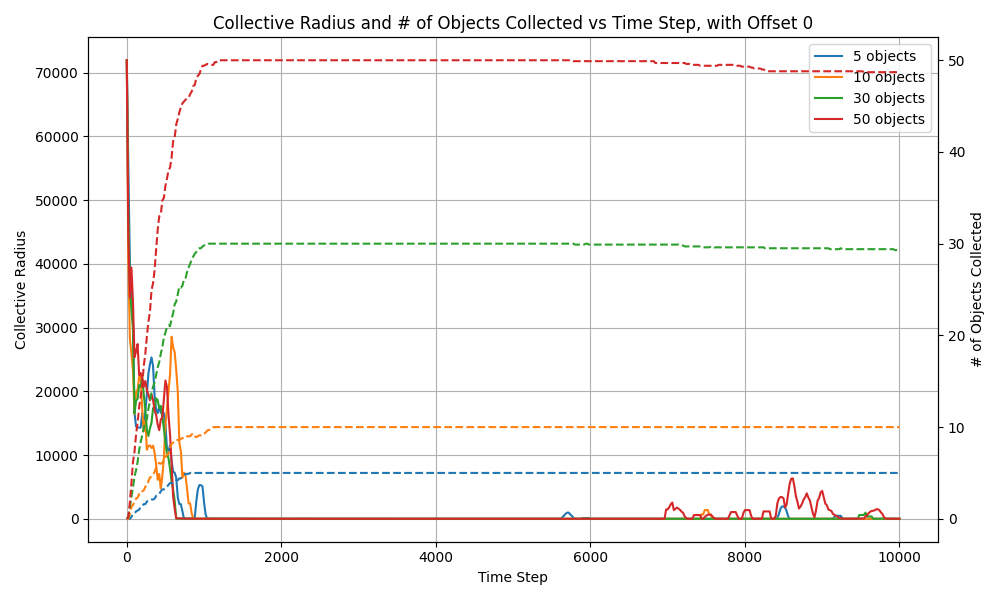 Collective Radius and # of Objects Collected vs Time Step, with Offset 0
Collective Radius
70000
60000
50000
40000
30000
20000
10000
0
5 objects
10 objects
30 objects
50 objects
50
40
30
20
10
0
# of Objects Collected
0
2000
4000
6000
8000
10000
Time Step